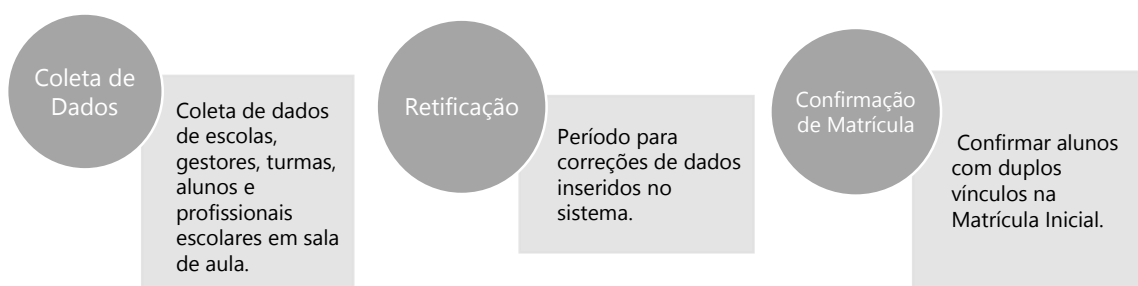 Coleta de
Dados
Coleta de dados
de escolas,
gestores, turmas,
alunos e
profissionais
escolares em sala
de aula.
Retificação
Período para
correções de dados
inseridos no
sistema.
Confirmação
de Matrícula
Confirmar alunos
com duplos
vínculos na
Matrícula Inicial.